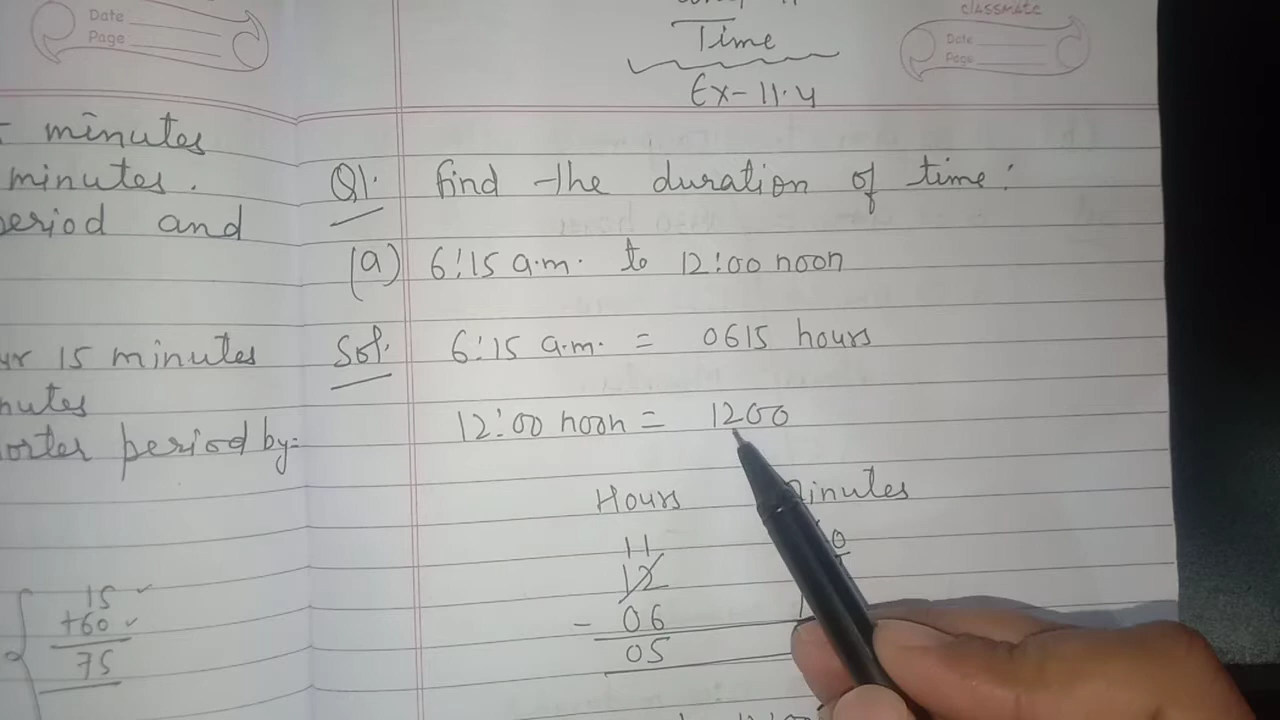 Date
Page
classmate
Date
Page
Time
Ex-11.4
minutes
minutes.
period and
15 minutes
period by:-
15
+60
75
Q1. Find the duration of time:
(a) 6:15 a.m. to 12:00 noon
Sol. 6:15 a.m. = 0615 hours
12:00 noon = 1200
Hours Minutes
11
12
- 06
05